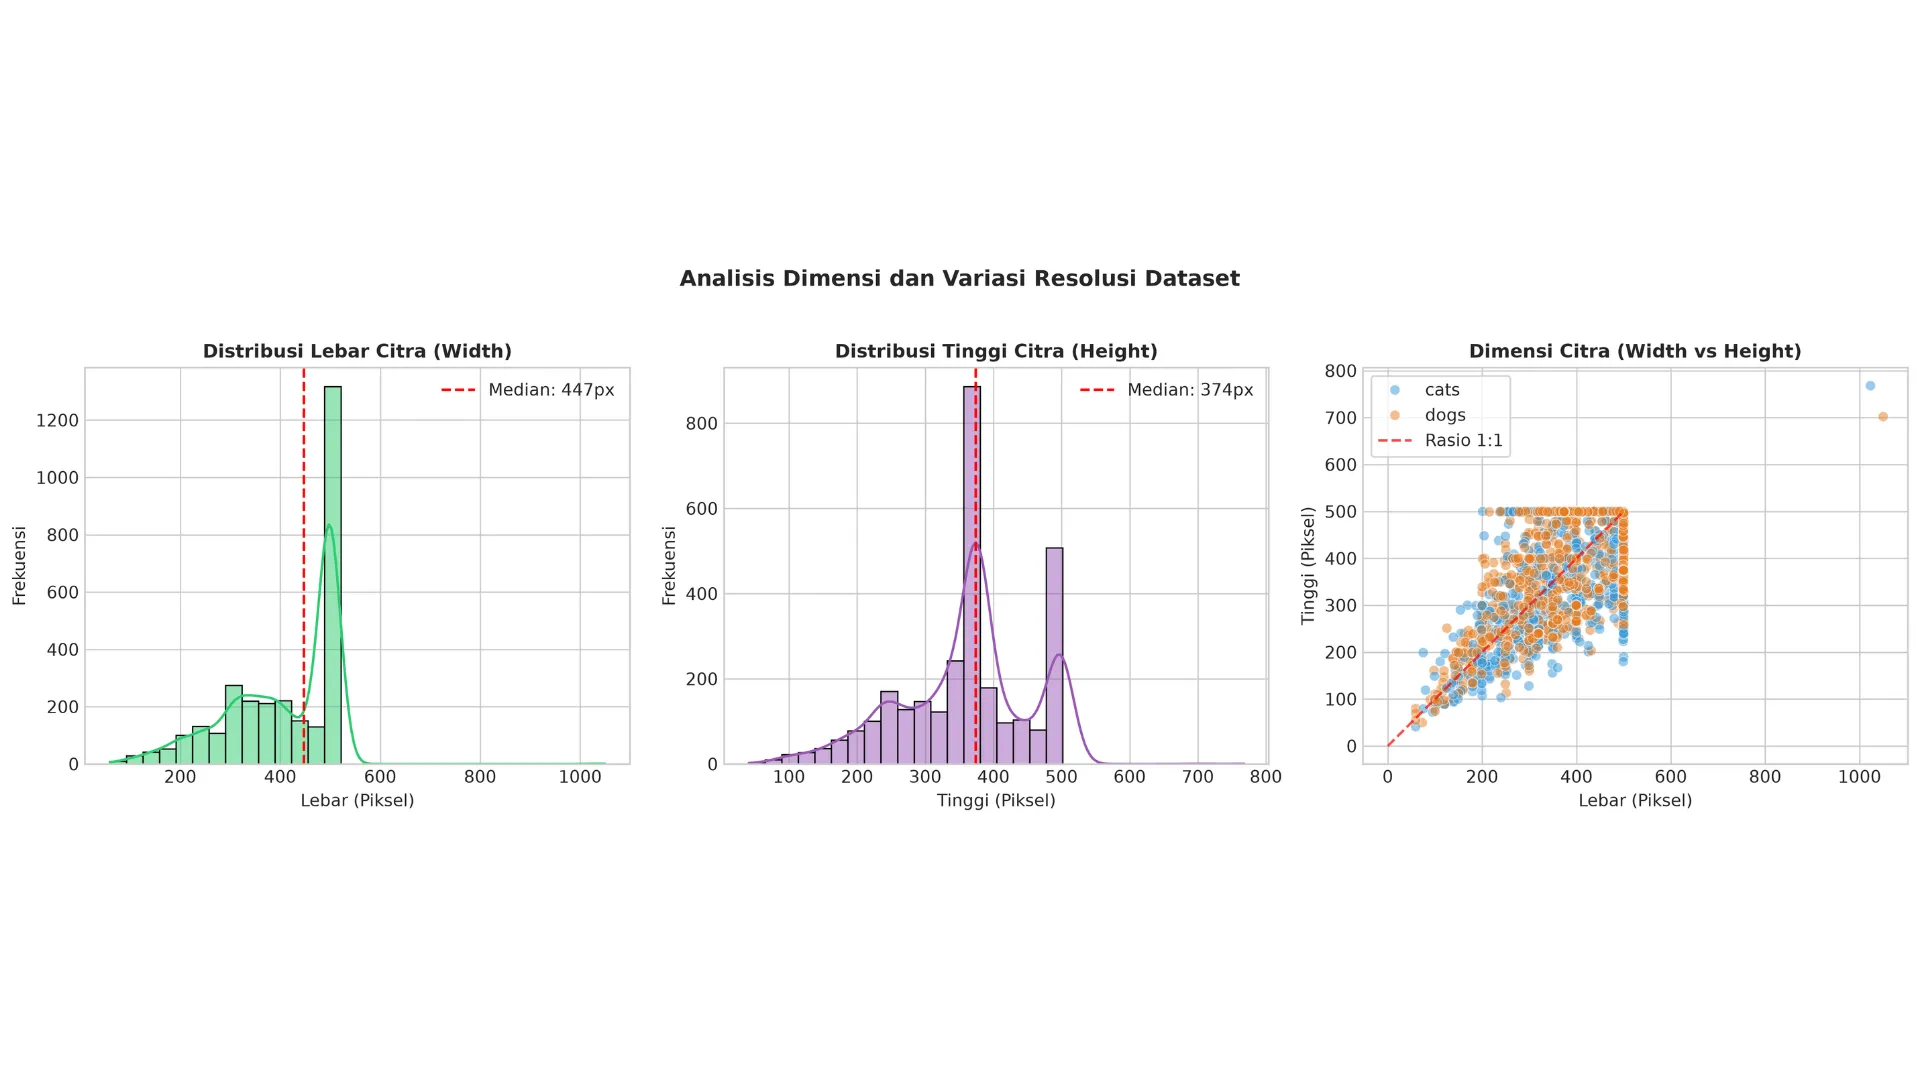 Analisis Dimensi dan Variasi Resolusi Dataset
Distribusi Lebar Citra (Width)
Median: 447px
Frekuensi
1200
1000
800
600
400
200
0
200 400 600 800 1000
Lebar (Piksel)
Distribusi Tinggi Citra (Height)
Median: 374px
Frekuensi
800
600
400
200
0
100 200 300 400 500 600 700 800
Tinggi (Piksel)
Dimensi Citra (Width vs Height)
cats
dogs
Rasio 1:1
Tinggi (Piksel)
800
700
600
500
400
300
200
100
0
0 200 400 600 800 1000
Lebar (Piksel)